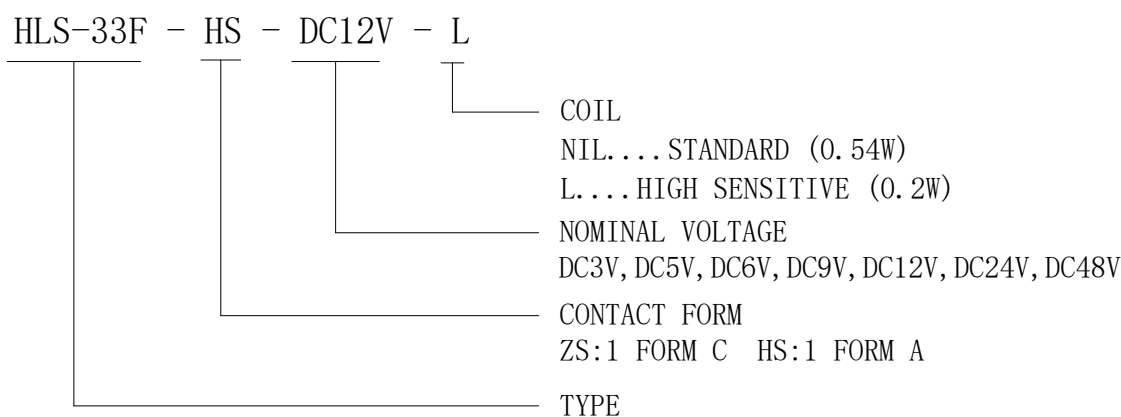 HLS-33F - HS - DC12V - L
COIL
NIL....STANDARD (0.54W)
L....HIGH SENSITIVE (0.2W)
NOMINAL VOLTAGE
DC3V,DC5V,DC6V,DC9V,DC12V,DC24V,DC48V
CONTACT FORM
ZS:1 FORM C  HS:1 FORM A
TYPE